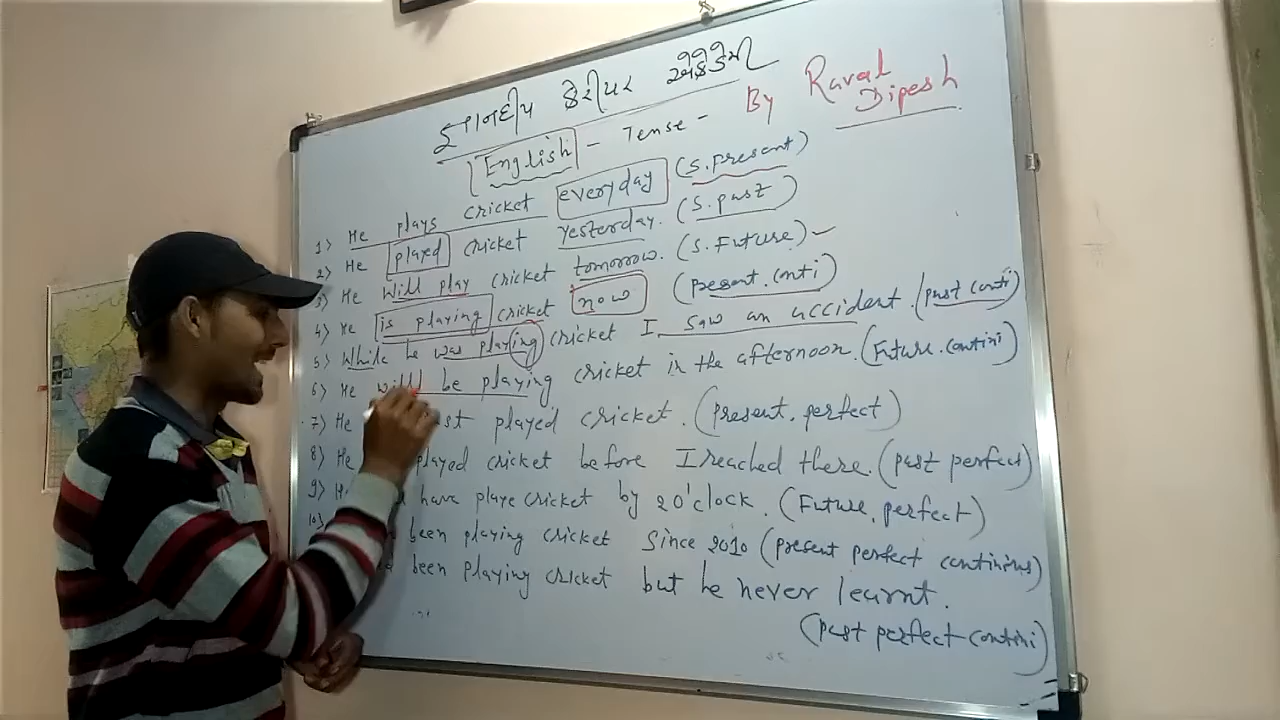 જ્ઞાનદીપ કેરીયર એકેડેમી
English - Tense - By Raval Dipesh
1) He plays cricket everyday (S. present)
2) He played cricket yesterday. (S. past)
3) He will play cricket tomorrow. (S. Future)
4) He is playing cricket now (present. conti)
5) While he was playing cricket I saw an accident. (past conti)
6) He will be playing cricket in the afternoon. (Future. contini)
7) He played cricket. (present. perfect)
8) He played cricket before I reached there. (past perfect)
9) have playe cricket by 2 o'clock. (Future. perfect)
10) been playing cricket Since 2010 (present perfect continious)
been playing cricket but he never learnt.
(past perfect contini)